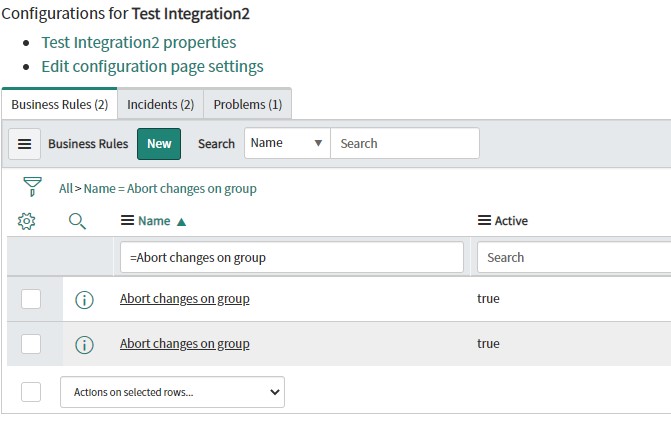 Configurations for Test Integration2
Test Integration2 properties
Edit configuration page settings
Business Rules (2) Incidents (2) Problems (1)
Business Rules New Search Name Search
All > Name = Abort changes on group
Name Active
=Abort changes on group Search
Abort changes on group true
Abort changes on group true
Actions on selected rows...